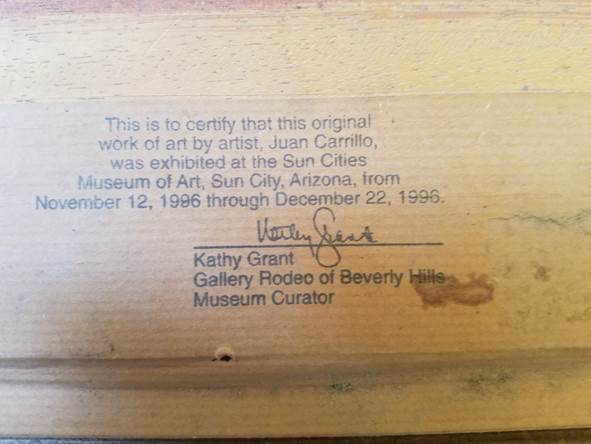 This is to certify that this original
work of art by artist, Juan Carrillo,
was exhibited at the Sun Cities
Museum of Art, Sun City, Arizona, from
November 12, 1996 through December 22, 1996.
Kathy Grant
Kathy Grant
Gallery Rodeo of Beverly Hills
Museum Curator